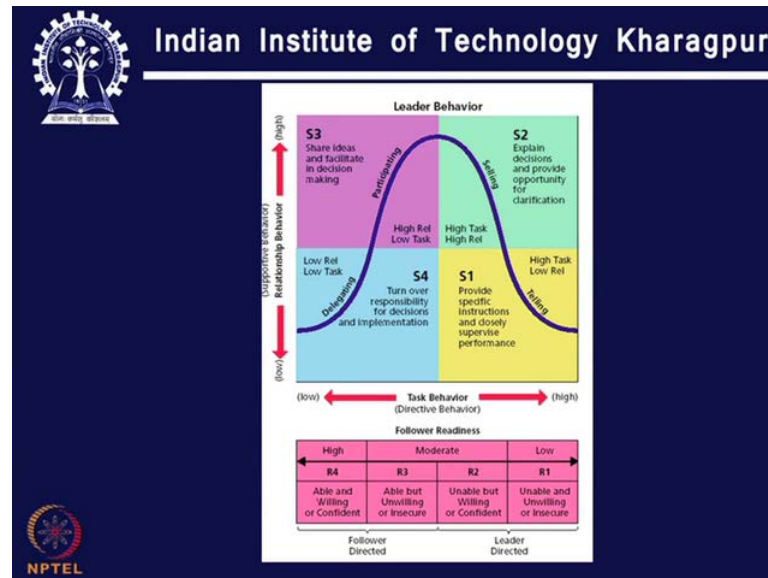 Indian Institute of Technology Kharagpur
Leader Behavior
(high)
S3
Share ideas
and facilitate
in decision
making
Participating
High Rel
Low Task
S2
Explain
decisions
and provide
opportunity
for
clarification
Selling
High Task
High Rel
(Supportive Behavior)
Relationship Behavior
Low Rel
Low Task
Delegating
S4
Turn over
responsibility
for decisions
and implementation
S1
Provide
specific
instructions
and closely
supervise
performance
High Task
Low Rel
Telling
(low)
(low) Task Behavior (high)
(Directive Behavior)
Follower Readiness
High Moderate Low
R4 R3 R2 R1
Able and Able but Unable but Unable and
Willing Unwilling Willing Unwilling
or Confident or Insecure or Confident or Insecure
Follower Leader
Directed Directed
NPTEL